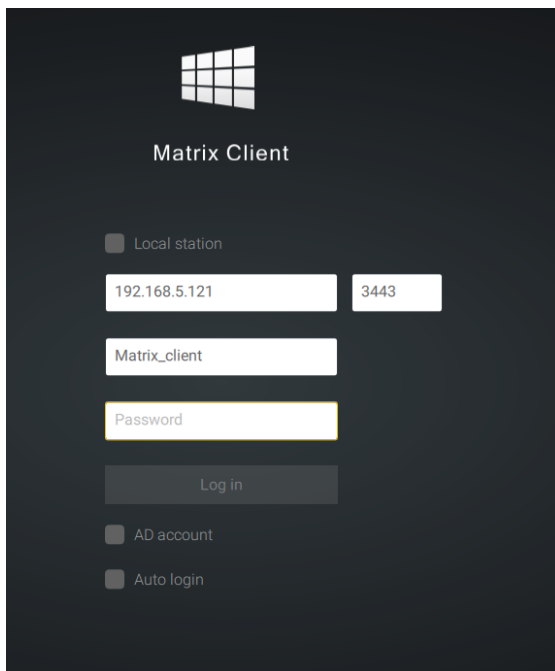 Matrix Client
Local station
192.168.5.121 3443
Matrix_client
Password
Log in
AD account
Auto login